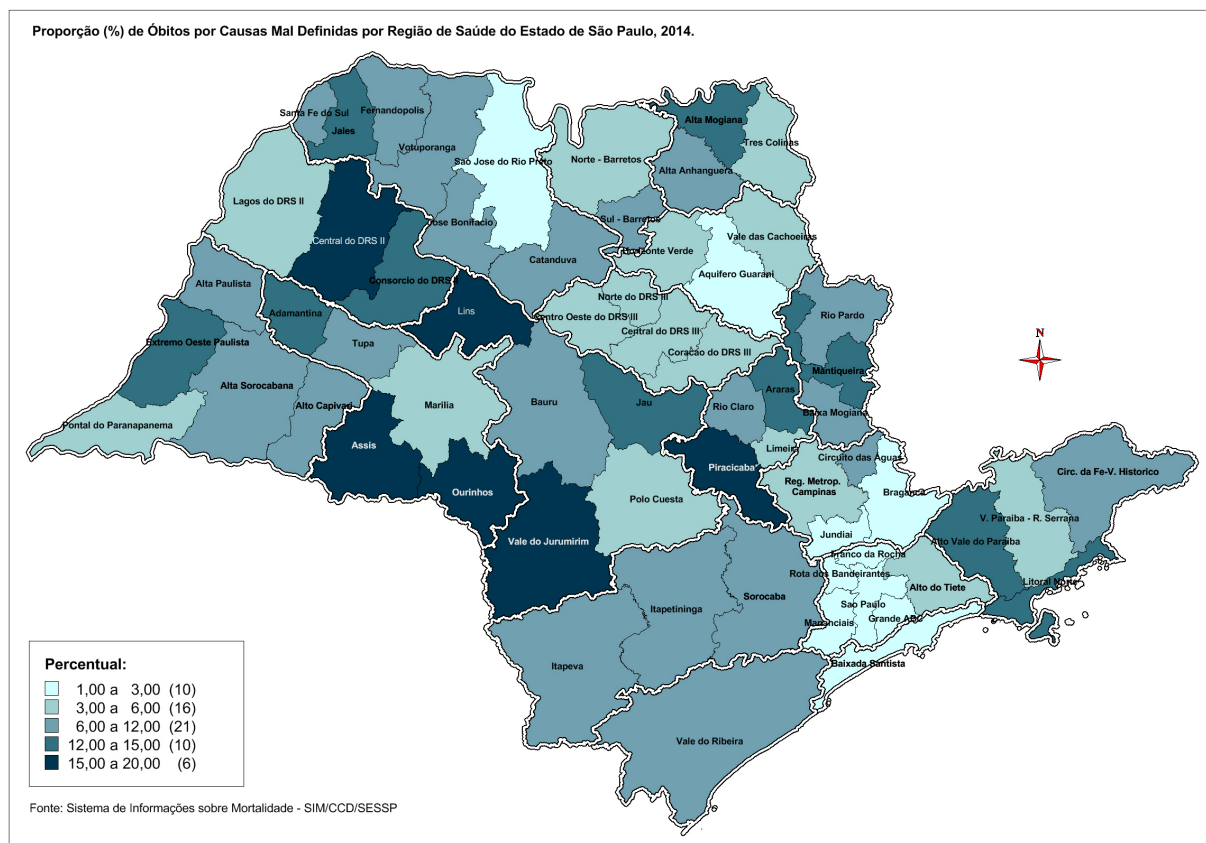 Proporção (%) de Óbitos por Causas Mal Definidas por Região de Saúde do Estado de São Paulo, 2014.
Santa Fe do Sul
Fernandopolis
Jales
Votuporanga
Sao Jose do Rio Preto
Norte - Barretos
Alta Mogiana
Tres Colinas
Alta Anhanguera
Lagos do DRS II
Central do DRS II
Jose Bonifacio
Sul - Barretos
Horizonte Verde
Vale das Cachoeiras
Catanduva
Aquifero Guarani
Alta Paulista
Consorcio do DRS II
Adamantina
Lins
Norte do DRS III
Centro Oeste do DRS III
Central do DRS III
Coracao do DRS III
Rio Pardo
N
Extremo Oeste Paulista
Tupa
Mantiqueira
Alta Sorocabana
Alto Capivari
Marilia
Bauru
Jau
Araras
Rio Claro
Baixa Mogiana
Pontal do Paranapanema
Assis
Limeira
Circuito das Águas
Piracicaba
Reg. Metrop.
Campinas
Bragança
Circ. da Fe-V. Historico
Ourinhos
Polo Cuesta
V. Paraiba - R. Serrana
Vale do Jurumirim
Jundiai
Alto Vale do Paraiba
Franco da Rocha
Rota dos Bandeirantes
Alto do Tiete
Litoral Norte
Itapetininga
Sorocaba
Sao Paulo
Grande ABC
Mananciais
Itapeva
Baixada Santista
Vale do Ribeira
Percentual:
1,00 a 3,00 (10)
3,00 a 6,00 (16)
6,00 a 12,00 (21)
12,00 a 15,00 (10)
15,00 a 20,00 (6)
Fonte: Sistema de Informações sobre Mortalidade - SIM/CCD/SESSP